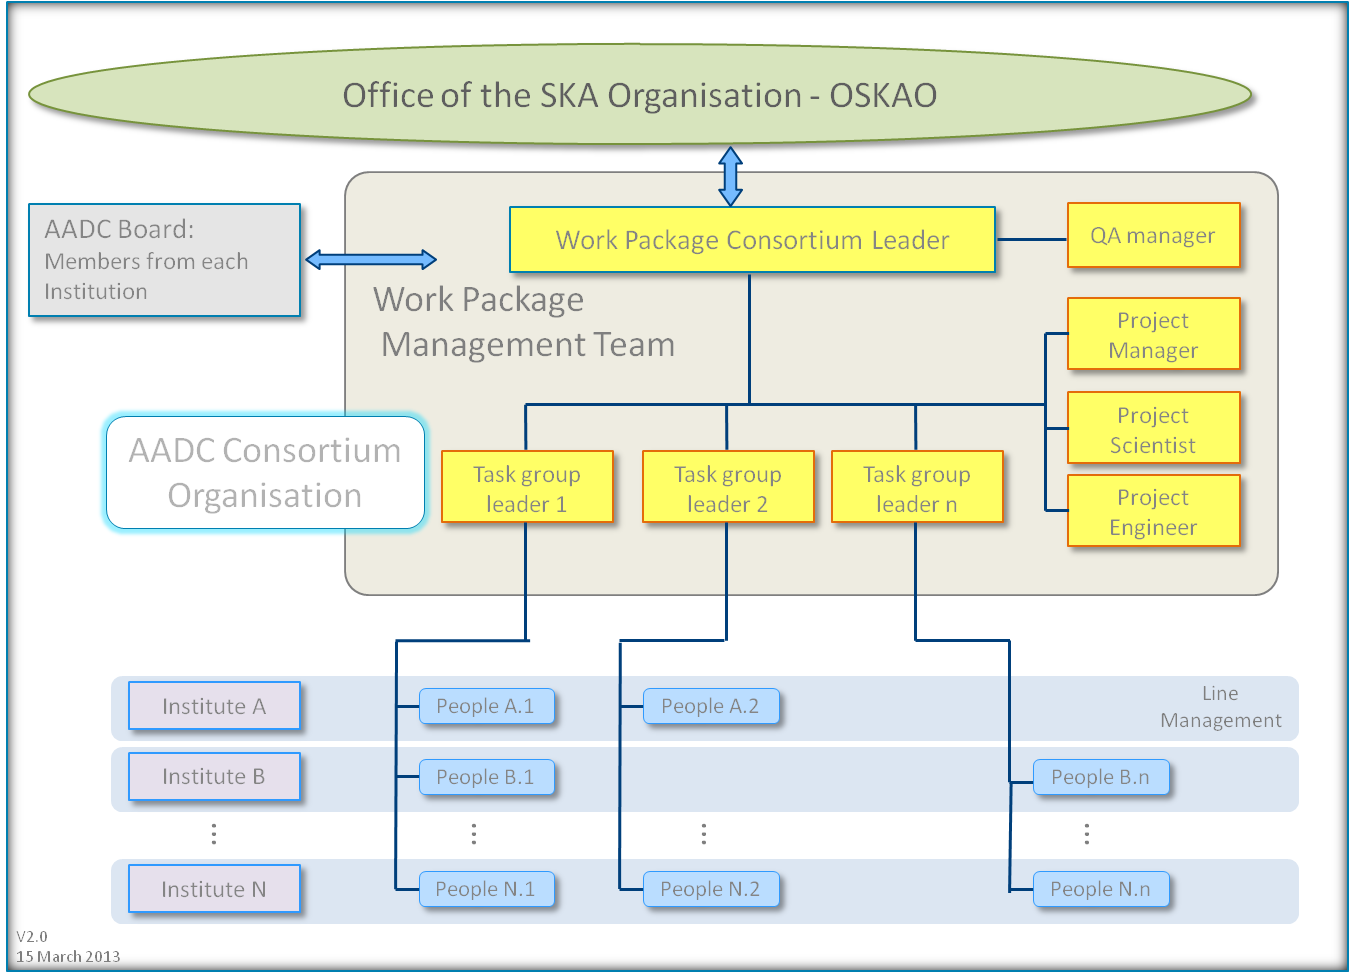 Office of the SKA Organisation - OSKAO
AADC Board:
Members from each
Institution
Work Package Consortium Leader
QA manager
Work Package
Management Team
Project
Manager
AADC Consortium
Organisation
Task group
leader 1
Task group
leader 2
Task group
leader n
Project
Scientist
Project
Engineer
Institute A
People A.1
People A.2
Line
Management
Institute B
People B.1
People B.n
⋮ ⋮ ⋮ ⋮
Institute N
People N.1
People N.2
People N.n
V2.0
15 March 2013